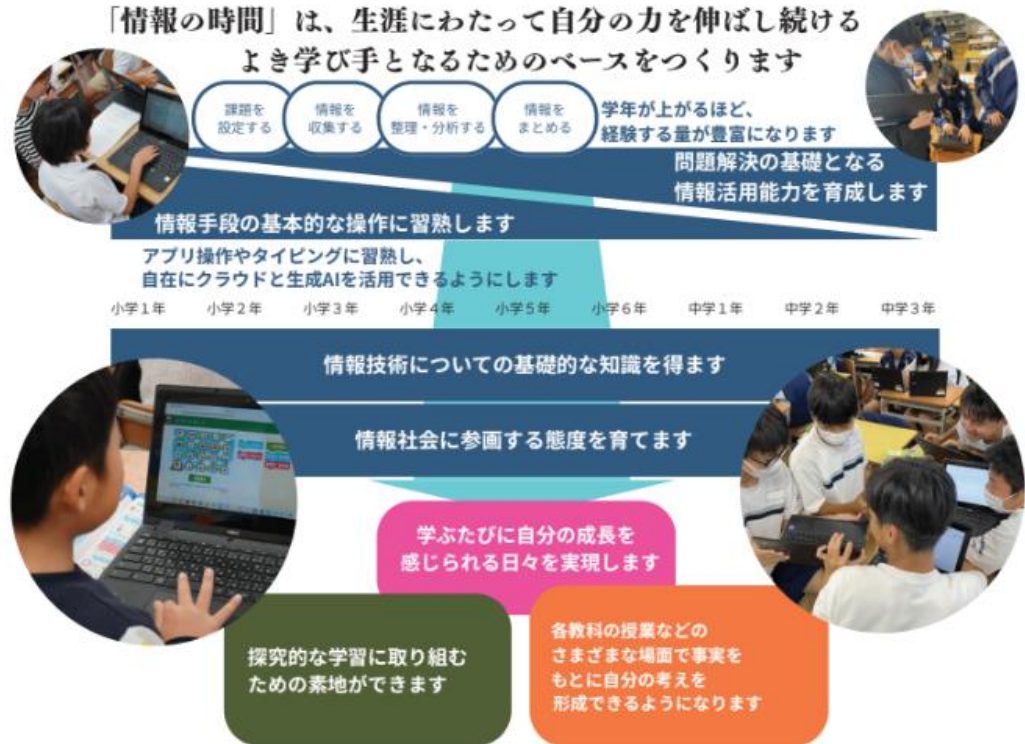 「情報の時間」は、生涯にわたって自分の力を伸ばし続ける
よき学び手となるためのベースをつくります
課題を
設定する
情報を
収集する
情報を
整理・分析する
情報を
まとめる
学年が上がるほど、
経験する量が豊富になります
問題解決の基礎となる
情報活用能力を育成します
情報手段の基本的な操作に習熟します
アプリ操作やタイピングに習熟し、
自在にクラウドと生成AIを活用できるようにします
小学1年 小学2年 小学3年 小学4年 小学5年 小学6年 中学1年 中学2年 中学3年
情報技術についての基礎的な知識を得ます
情報社会に参画する態度を育てます
学ぶたびに自分の成長を
感じられる日々を実現します
探究的な学習に取り組む
ための素地ができます
各教科の授業などの
さまざまな場面で事実を
もとに自分の考えを
形成できるようになります